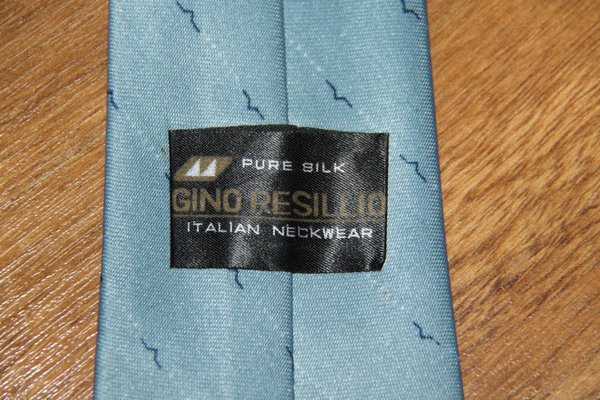 PURE SILK
GINO RESILLIO
ITALIAN NECKWEAR